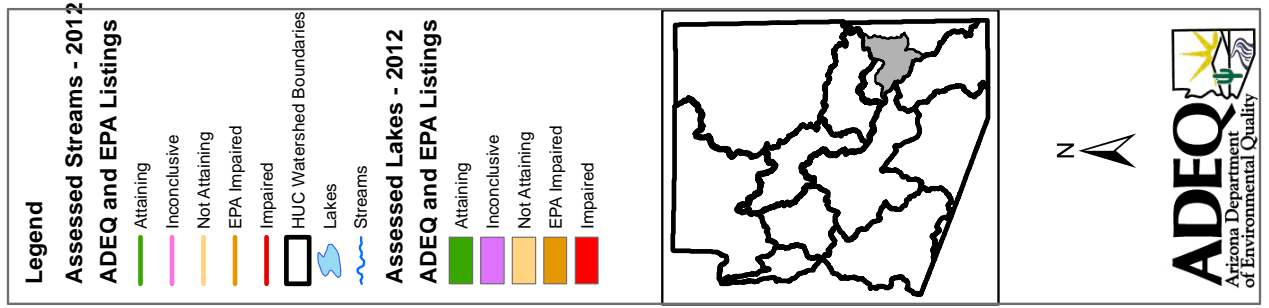 Legend
Assessed Streams - 2012
ADEQ and EPA Listings
Attaining
Inconclusive
Not Attaining
EPA Impaired
Impaired
HUC Watershed Boundaries
Lakes
Streams
Assessed Lakes - 2012
ADEQ and EPA Listings
Attaining
Inconclusive
Not Attaining
EPA Impaired
Impaired
N
ADEQ
Arizona Department
of Environmental Quality